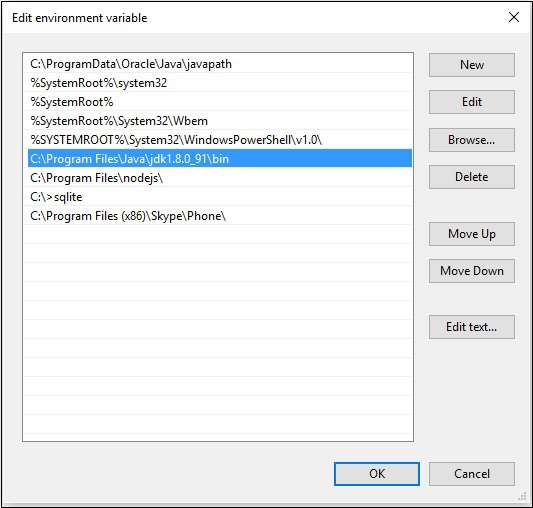 Edit environment variable
C:\ProgramData\Oracle\Java\javapath
%SystemRoot%\system32
%SystemRoot%
%SystemRoot%\System32\Wbem
%SYSTEMROOT%\System32\WindowsPowerShell\v1.0\
C:\Program Files\Java\jdk1.8.0_91\bin
C:\Program Files\nodejs\
C:\>sqlite
C:\Program Files (x86)\Skype\Phone\
New
Edit
Browse...
Delete
Move Up
Move Down
Edit text...
OK
Cancel